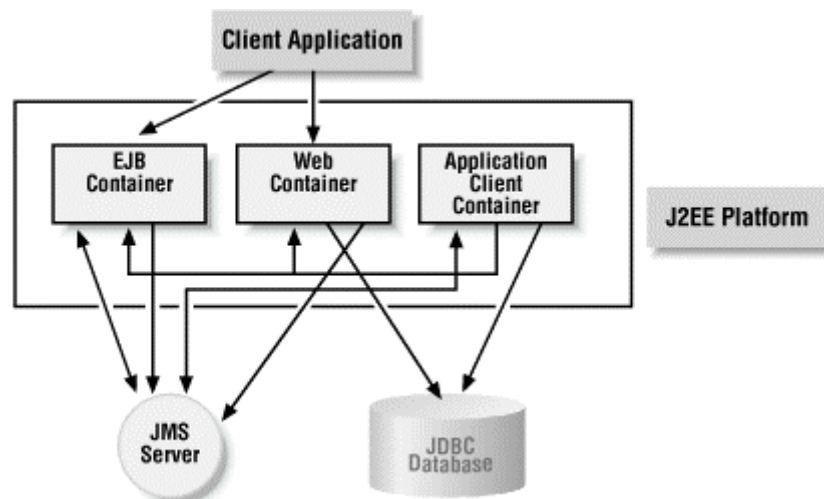 Client Application
EJB
Container
Web
Container
Application
Client
Container
J2EE Platform
JMS
Server
JDBC
Database